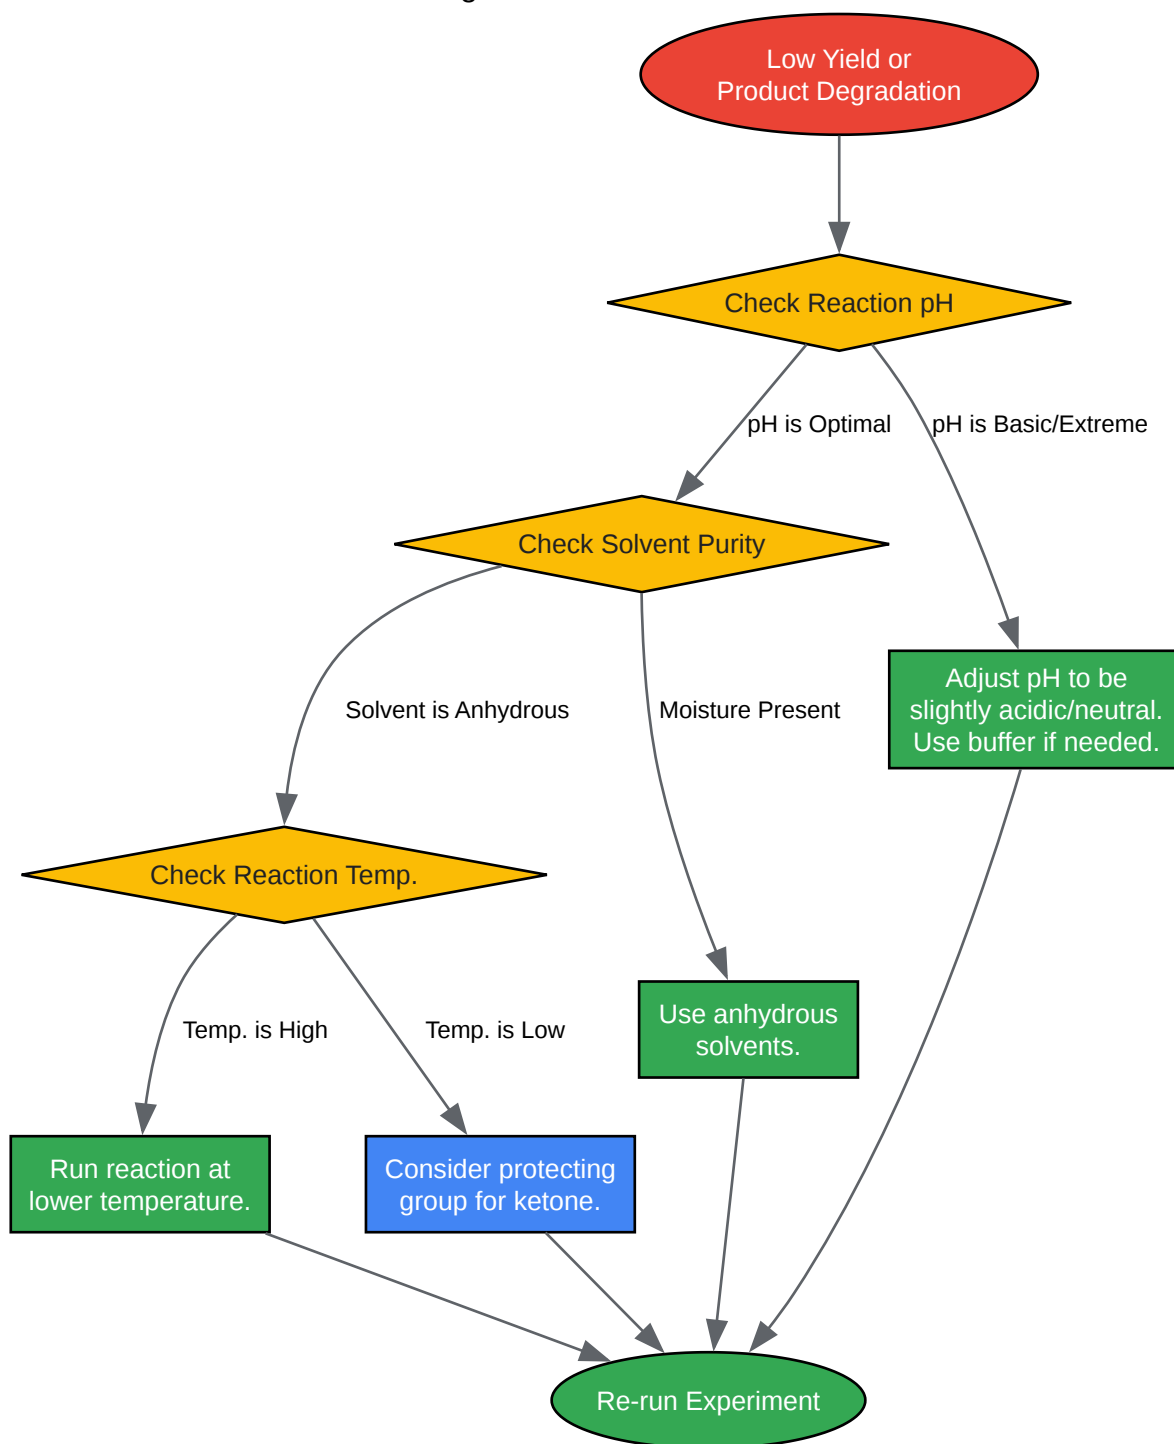 Low Yield or
Product Degradation
Check Reaction pH
pH is Optimal
pH is Basic/Extreme
Check Solvent Purity
Solvent is Anhydrous
Moisture Present
Adjust pH to be
slightly acidic/neutral.
Use buffer if needed.
Check Reaction Temp.
Temp. is High
Temp. is Low
Use anhydrous
solvents.
Run reaction at
lower temperature.
Consider protecting
group for ketone.
Re-run Experiment